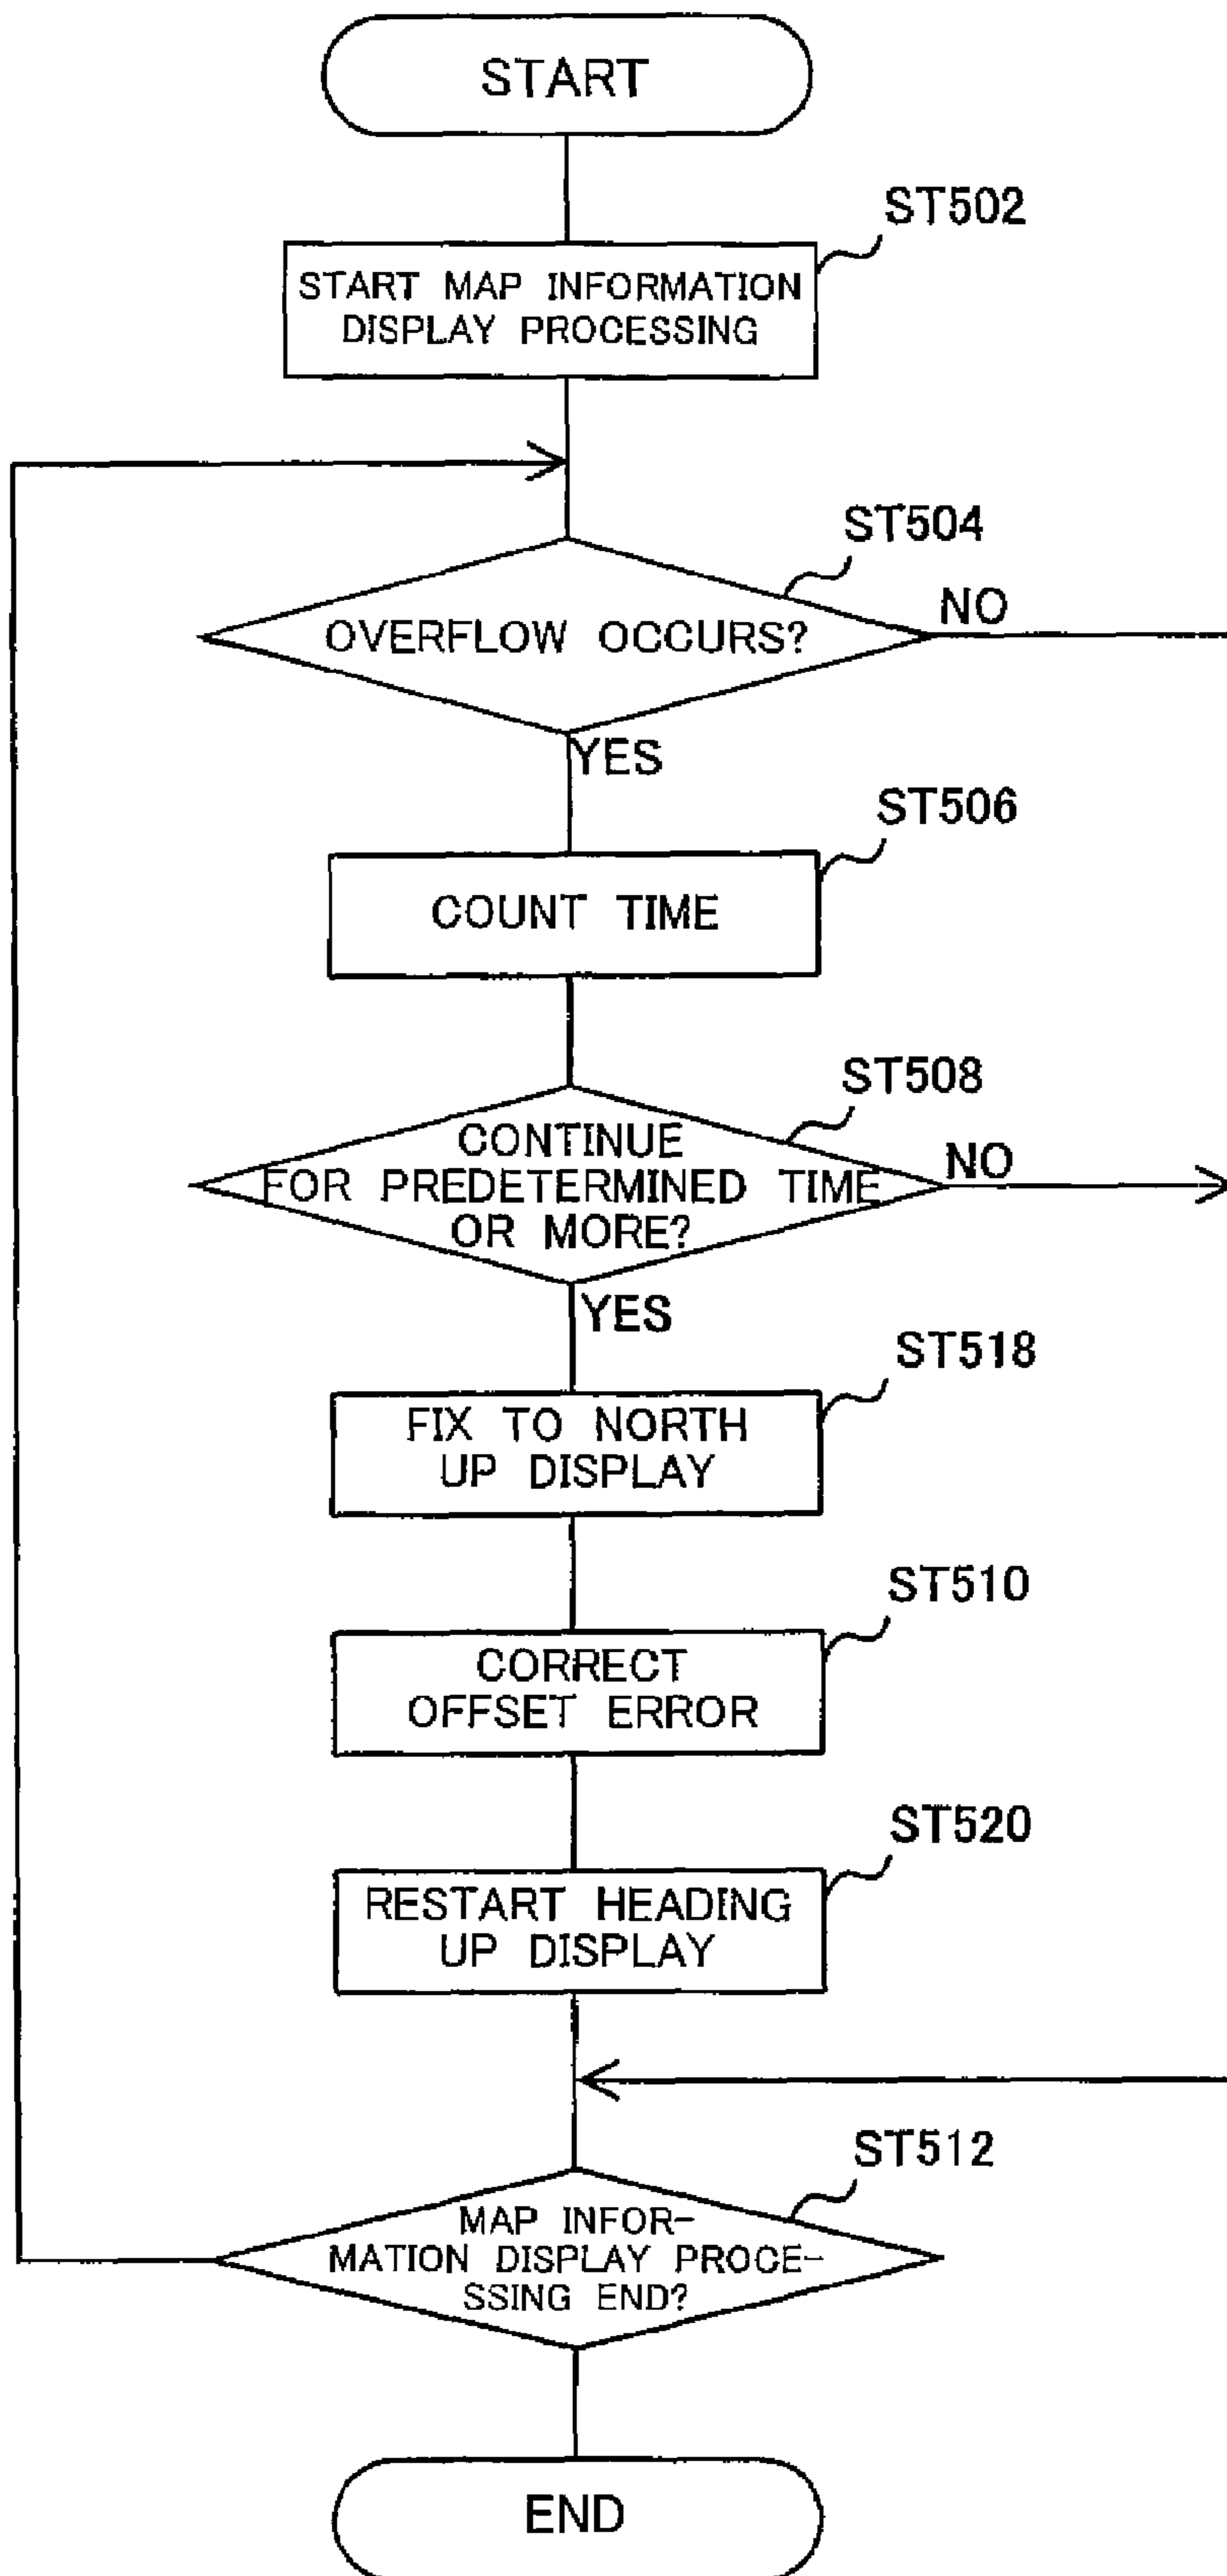 START
ST502
START MAP INFORMATION
DISPLAY PROCESSING
ST504
OVERFLOW OCCURS?
NO
YES
ST506
COUNT TIME
ST508
CONTINUE
FOR PREDETERMINED TIME
OR MORE?
NO
YES
ST518
FIX TO NORTH
UP DISPLAY
ST510
CORRECT
OFFSET ERROR
ST520
RESTART HEADING
UP DISPLAY
ST512
MAP INFOR-
MATION DISPLAY PROCE-
SSING END?
END